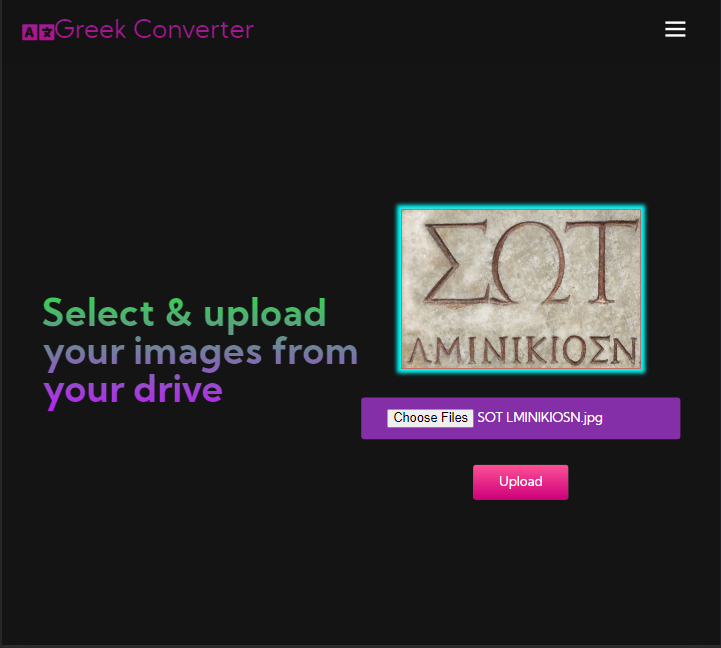 Greek Converter
ΣΩΤ
ΛΜΙΝΙΚΙΟΣΝ
Select & upload
your images from
your drive
Choose Files SOT LMINIKIOSN.jpg
Upload